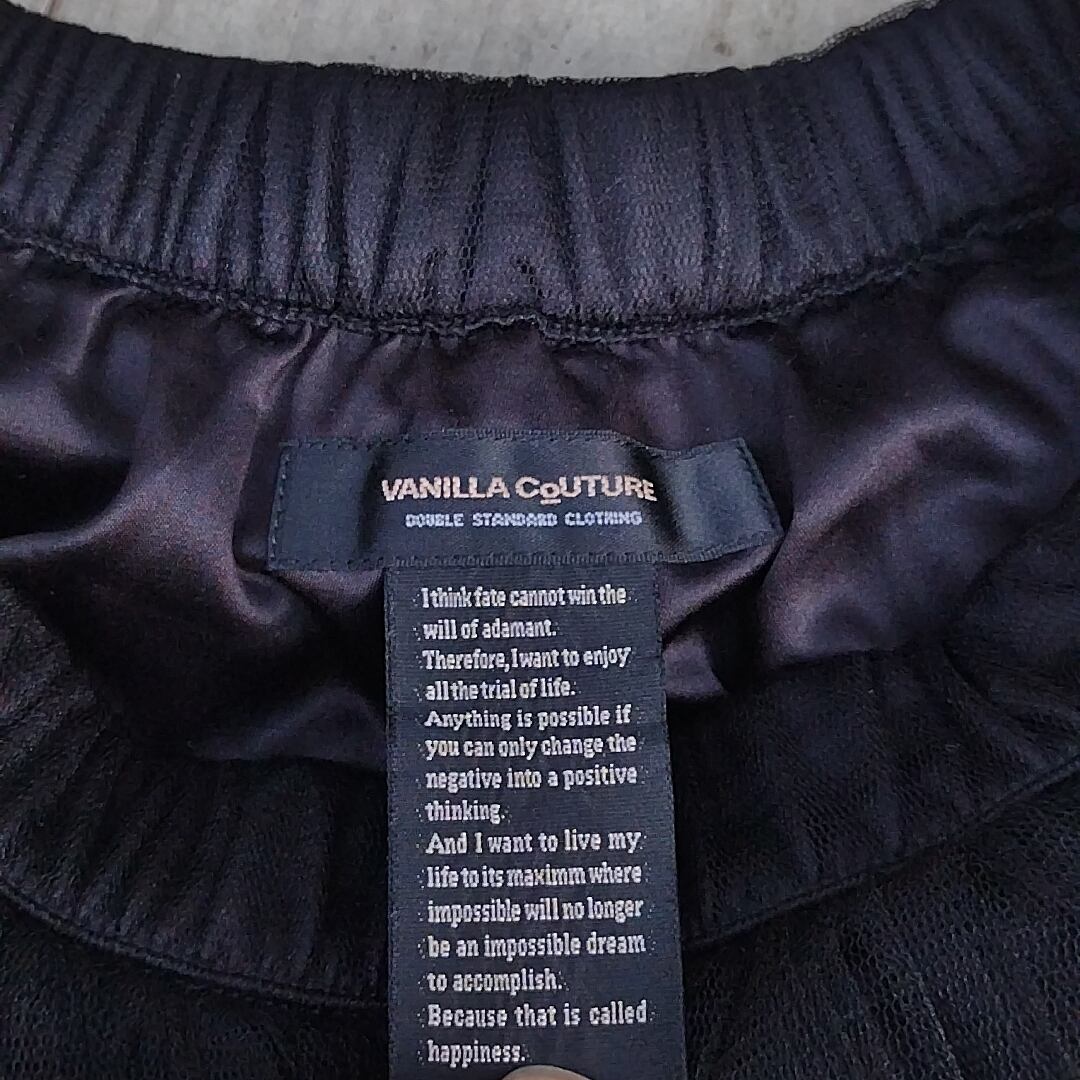 VANILLA COUTURE
DOUBLE STANDARD CLOTHING
I think fate cannot win the
will of adamant.
Therefore, I want to enjoy
all the trial of life.
Anything is possible if
you can only change the
negative into a positive
thinking.
And I want to live my
life to its maximm where
impossible will no longer
be an impossible dream
to accomplish.
Because that is called
happiness.